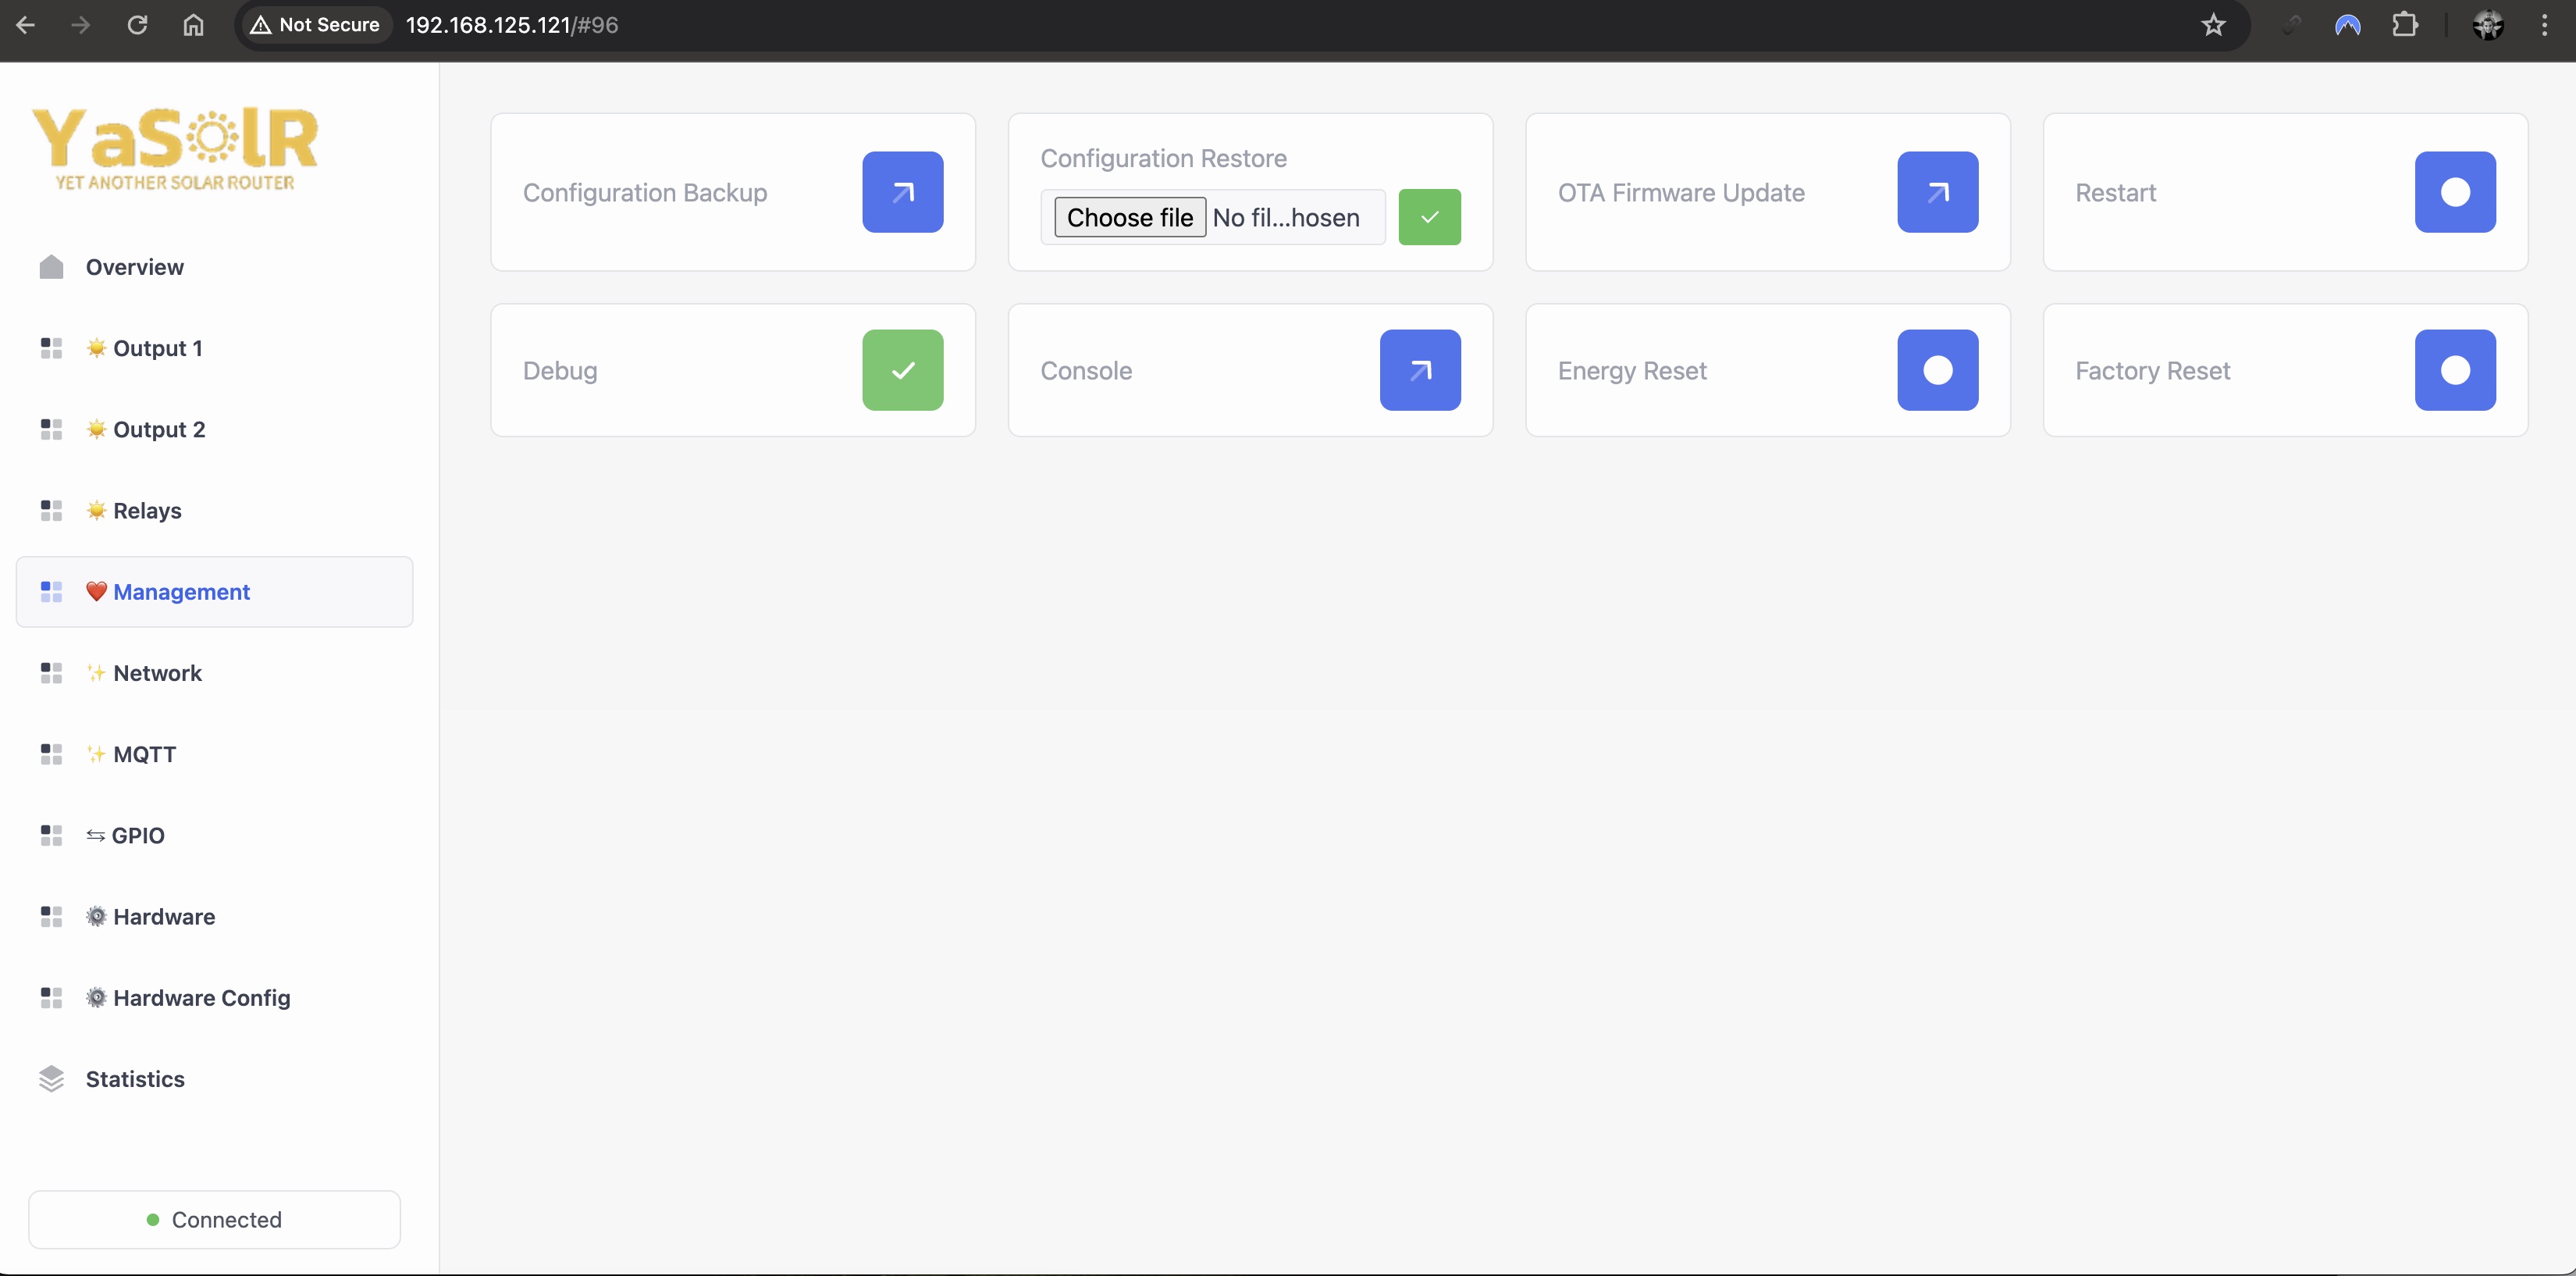 Not Secure 192.168.125.121/#96
YaSolR
YET ANOTHER SOLAR ROUTER
Overview
Output 1
Output 2
Relays
Management
Network
MQTT
GPIO
Hardware
Hardware Config
Statistics
Connected
Configuration Backup
Configuration Restore
Choose file No fil...hosen
OTA Firmware Update
Restart
Debug
Console
Energy Reset
Factory Reset